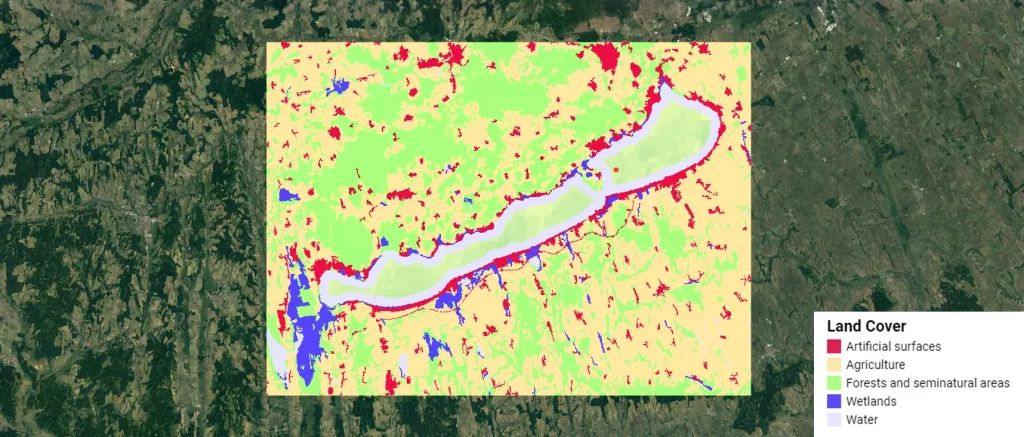 Land Cover
Artificial surfaces
Agriculture
Forests and seminatural areas
Wetlands
Water